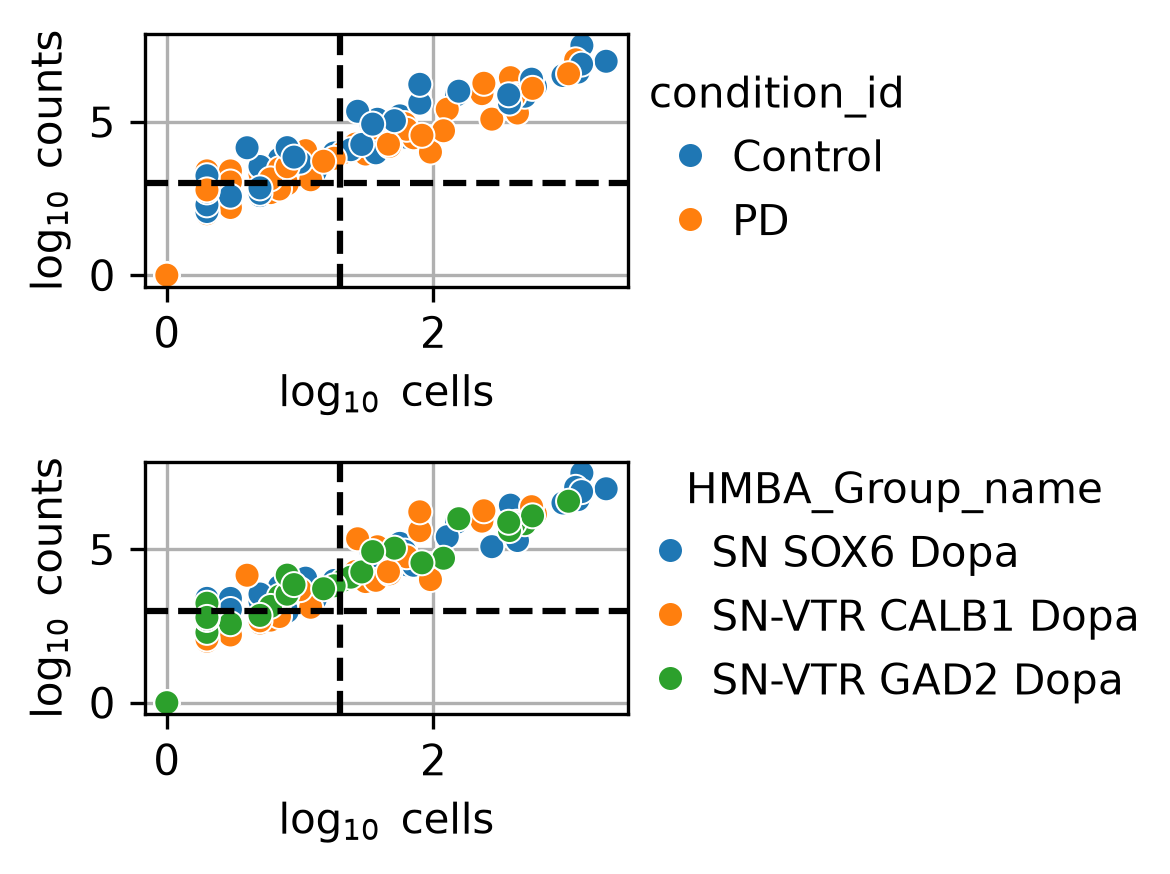 log10 counts
5
0
0 2
log10 cells
condition_id
Control
PD
log10 counts
5
0
0 2
log10 cells
HMBA_Group_name
SN SOX6 Dopa
SN-VTR CALB1 Dopa
SN-VTR GAD2 Dopa